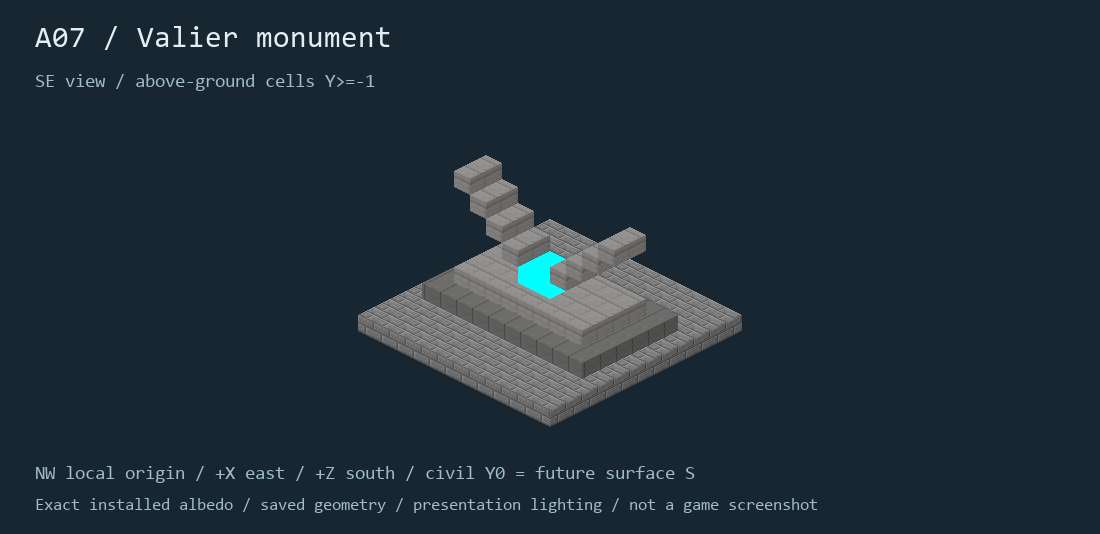 A07 / Valier monument
SE view / above-ground cells Y>=-1
NW local origin / +X east / +Z south / civil Y0 = future surface S
Exact installed albedo / saved geometry / presentation lighting / not a game screenshot